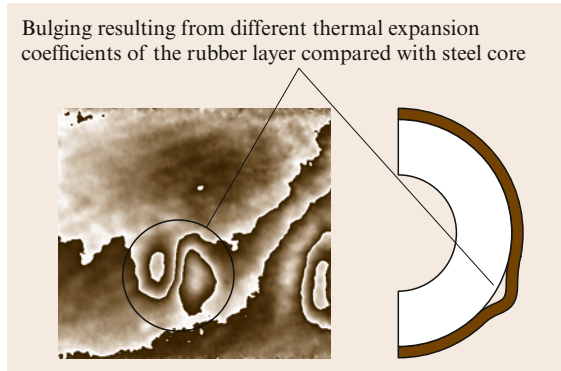 Bulging resulting from different thermal expansion
coefficients of the rubber layer compared with steel core